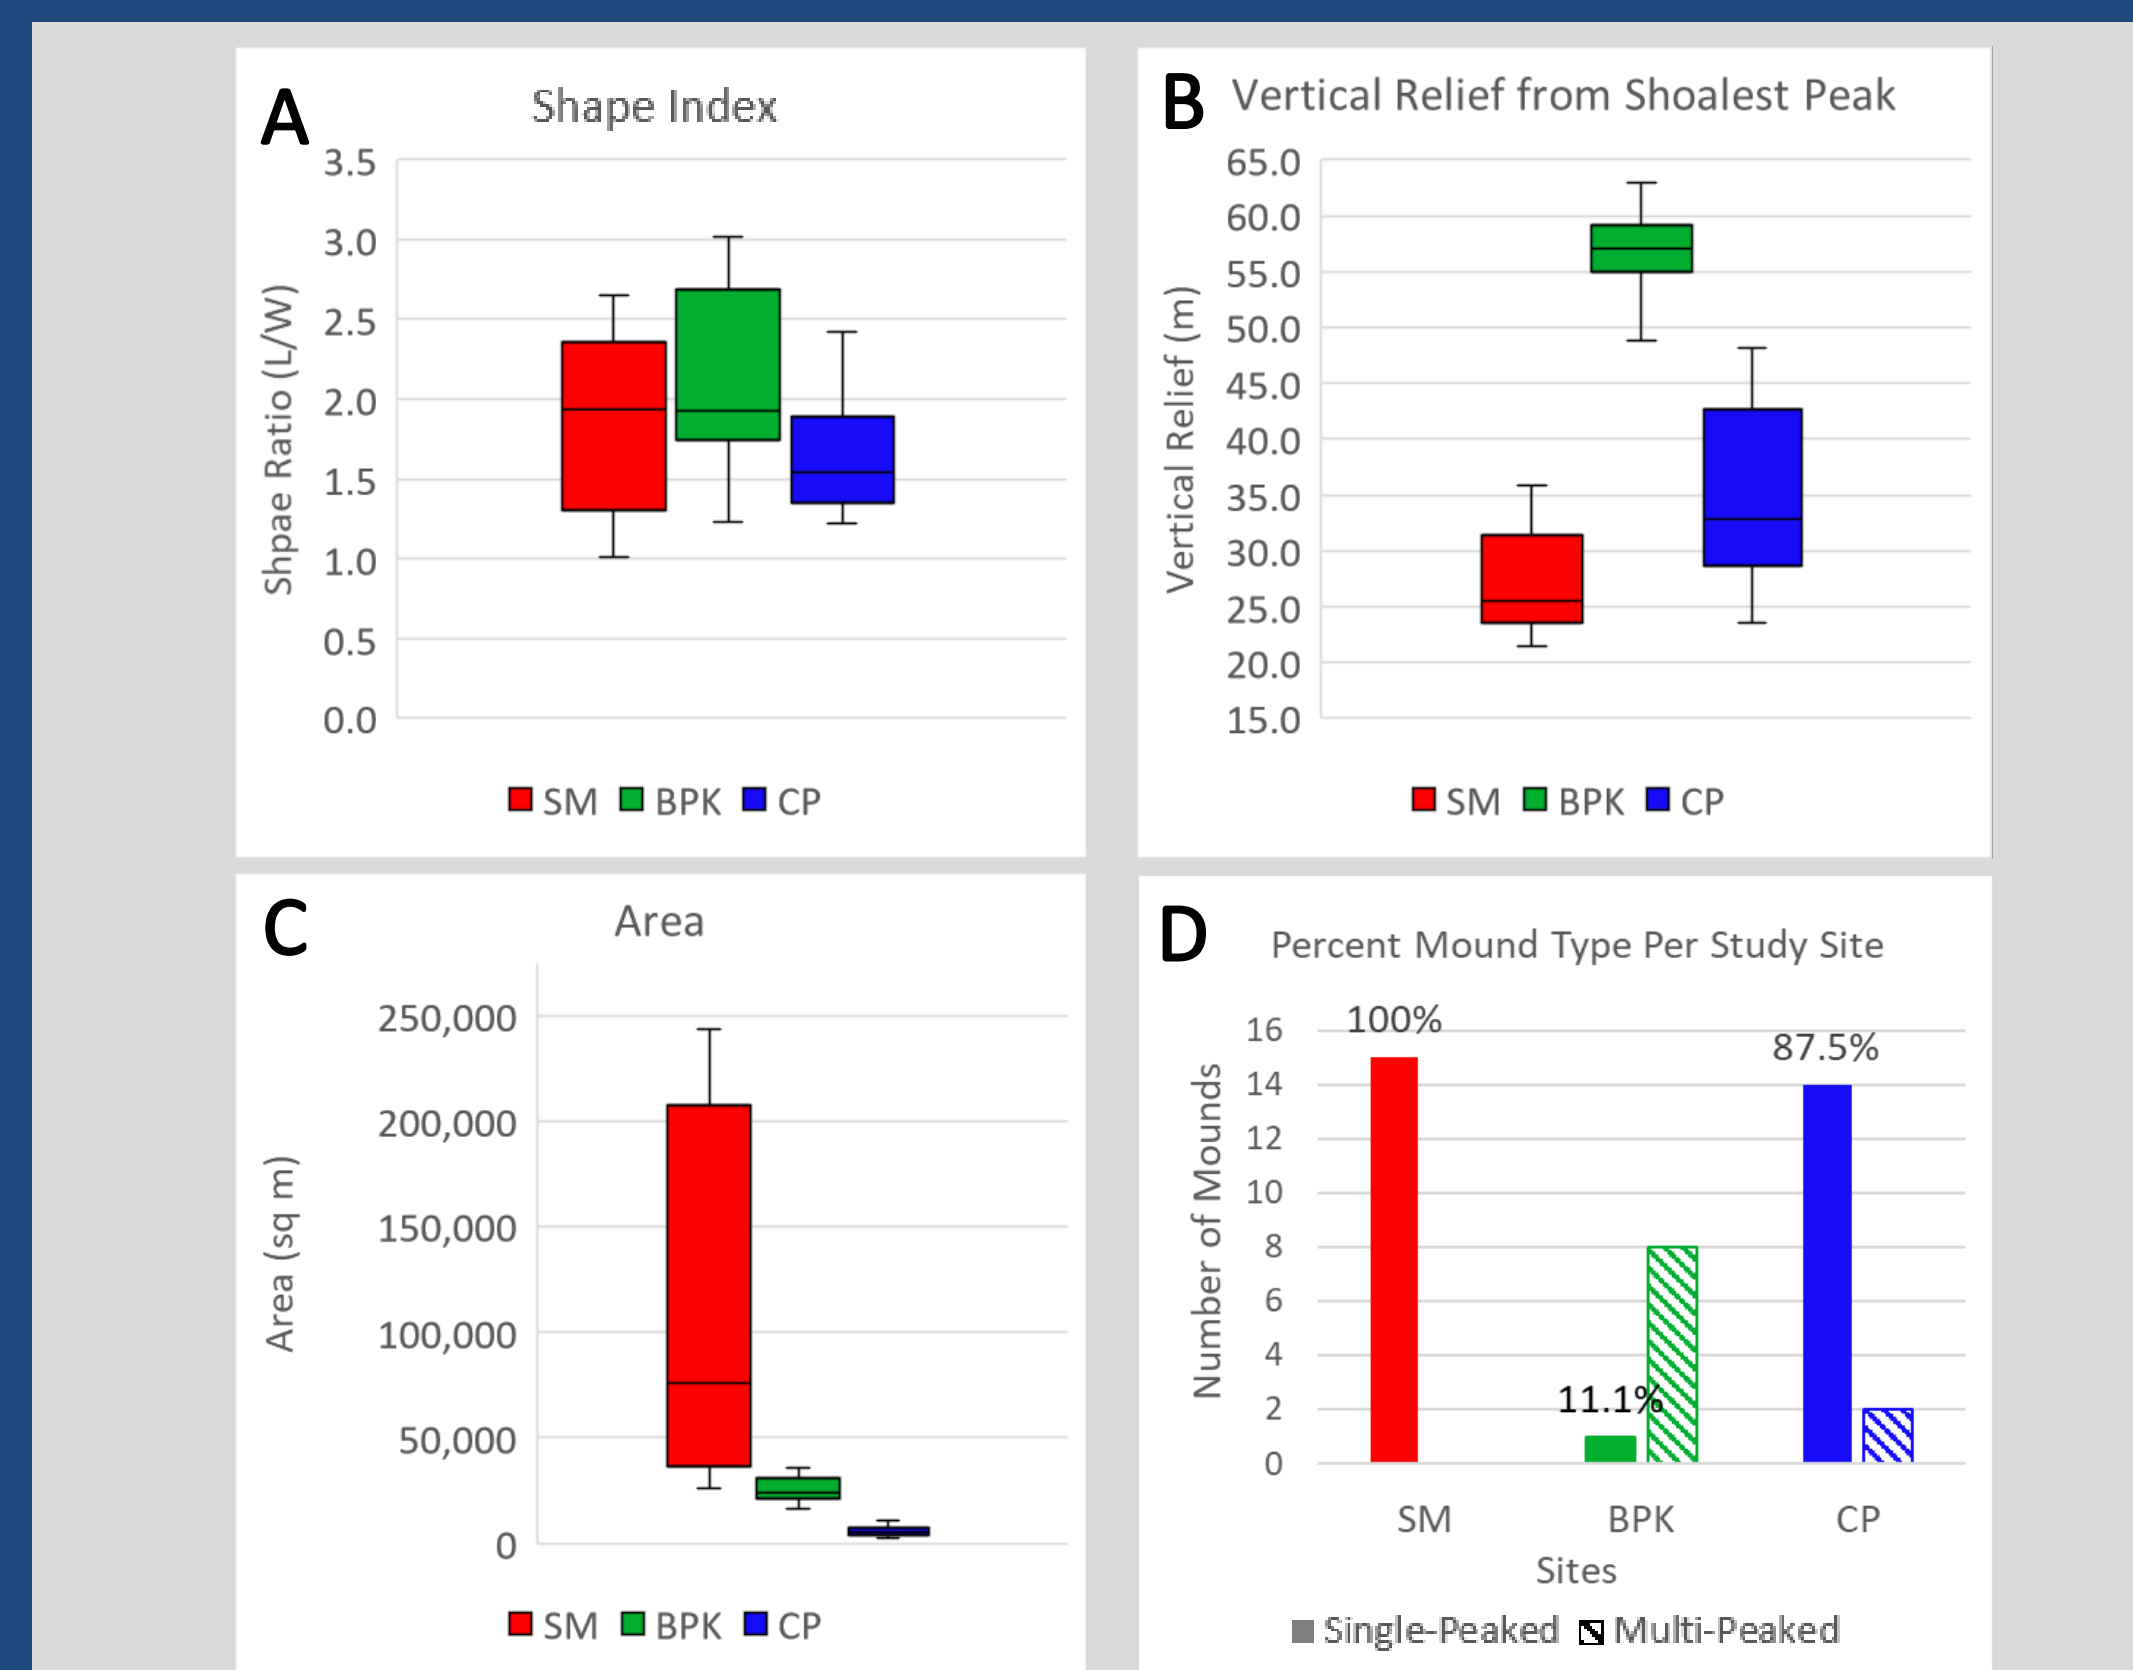 A
Shape Index
3.5
3.0
2.5
2.0
1.5
1.0
0.5
0.0
Shpae Ratio (L/W)
SM BPK CP
B
Vertical Relief from Shoalest Peak
65.0
60.0
55.0
50.0
45.0
40.0
35.0
30.0
25.0
20.0
15.0
Vertical Relief (m)
SM BPK CP
C
Area
250,000
200,000
150,000
100,000
50,000
0
Area (sq m)
SM BPK CP
D
Percent Mound Type Per Study Site
16
14
12
10
8
6
4
2
0
Number of Mounds
100%
11.1%
87.5%
SM BPK CP
Sites
Single-Peaked Multi-Peaked